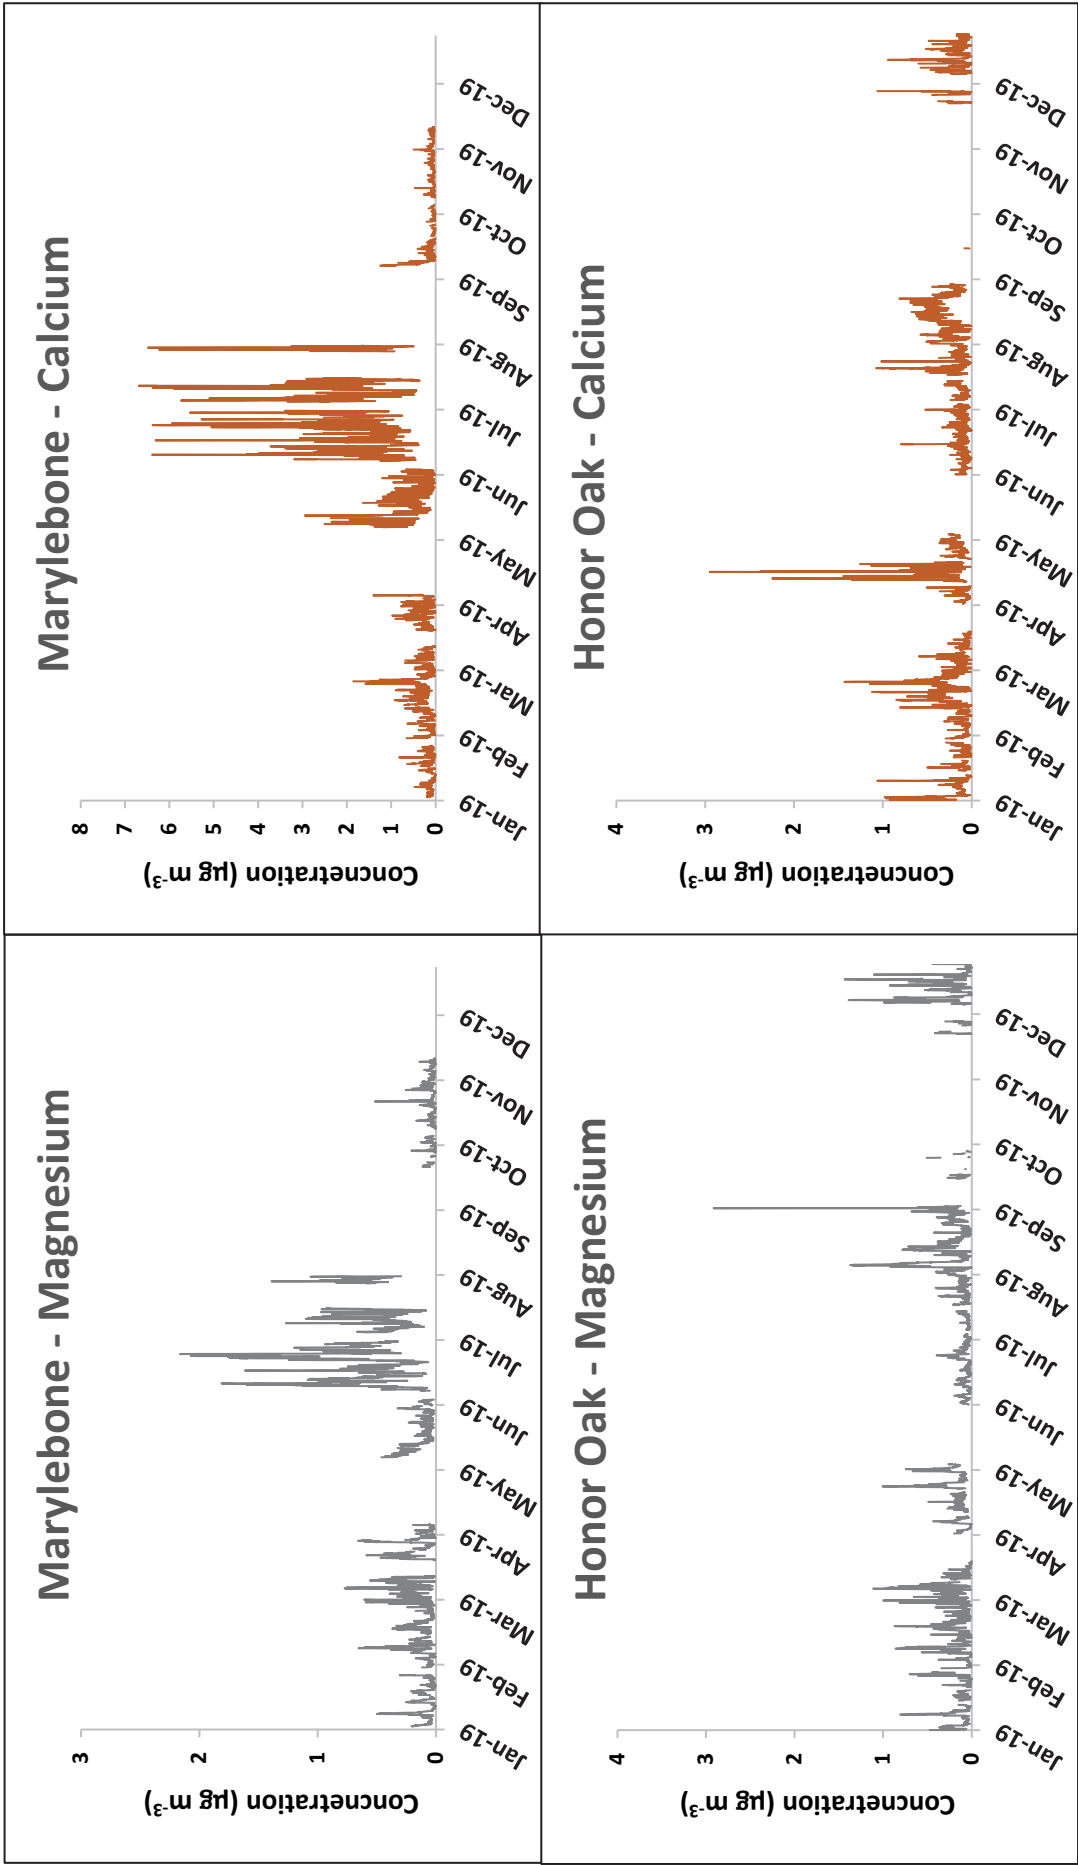 Marylebone - Magnesium
Concnetration (µg m⁻³)
3
2
1
0
Jan-19 Feb-19 Mar-19 Apr-19 May-19 Jun-19 Jul-19 Aug-19 Sep-19 Oct-19 Nov-19 Dec-19
Marylebone - Calcium
Concnetration (µg m⁻³)
8
7
6
5
4
3
2
1
0
Jan-19 Feb-19 Mar-19 Apr-19 May-19 Jun-19 Jul-19 Aug-19 Sep-19 Oct-19 Nov-19 Dec-19
Honor Oak - Magnesium
Concnetration (µg m⁻³)
4
3
2
1
0
Jan-19 Feb-19 Mar-19 Apr-19 May-19 Jun-19 Jul-19 Aug-19 Sep-19 Oct-19 Nov-19 Dec-19
Honor Oak - Calcium
Concnetration (µg m⁻³)
4
3
2
1
0
Jan-19 Feb-19 Mar-19 Apr-19 May-19 Jun-19 Jul-19 Aug-19 Sep-19 Oct-19 Nov-19 Dec-19